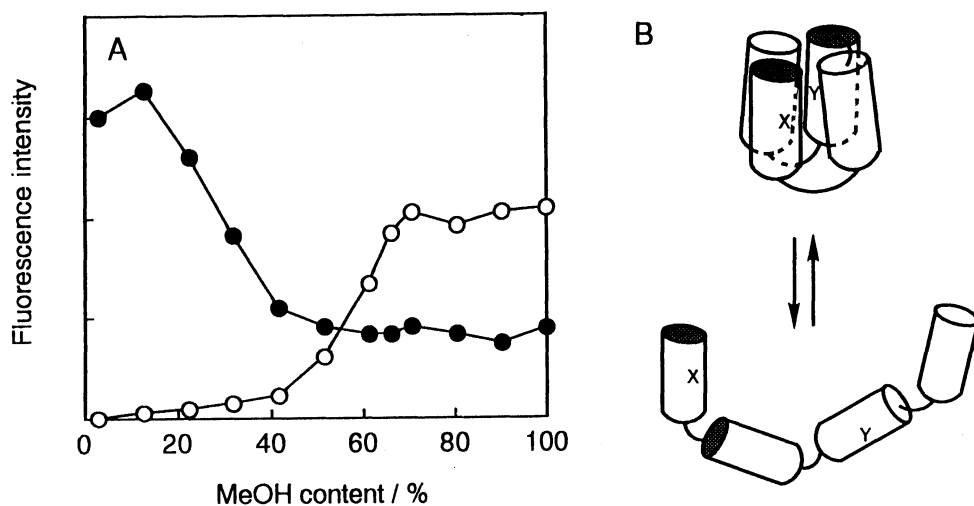 A
Fluorescence intensity
0
20
40
60
80
100
MeOH content / %
B
Y
X
X
Y